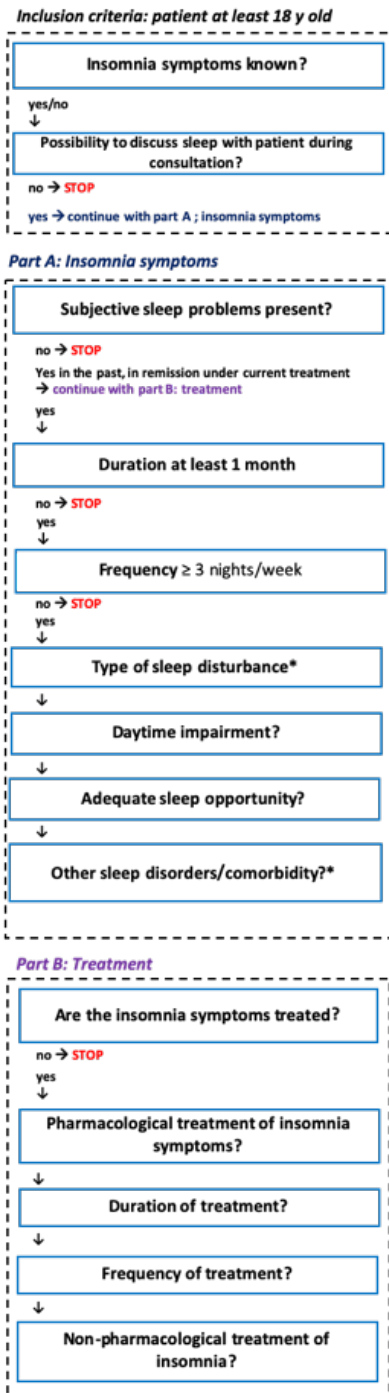 Inclusion criteria: patient at least 18 y old
Insomnia symptoms known?
yes/no
↓
Possibility to discuss sleep with patient during
consultation?
no → STOP
yes → continue with part A ; insomnia symptoms
Part A: Insomnia symptoms
Subjective sleep problems present?
no → STOP
Yes in the past, in remission under current treatment
→ continue with part B: treatment
yes
↓
Duration at least 1 month
no → STOP
yes
↓
Frequency ≥ 3 nights/week
no → STOP
yes
↓
Type of sleep disturbance*
↓
Daytime impairment?
↓
Adequate sleep opportunity?
↓
Other sleep disorders/comorbidity?*
Part B: Treatment
Are the insomnia symptoms treated?
no → STOP
yes
↓
Pharmacological treatment of insomnia
symptoms?
↓
Duration of treatment?
↓
Frequency of treatment?
↓
Non-pharmacological treatment of
insomnia?